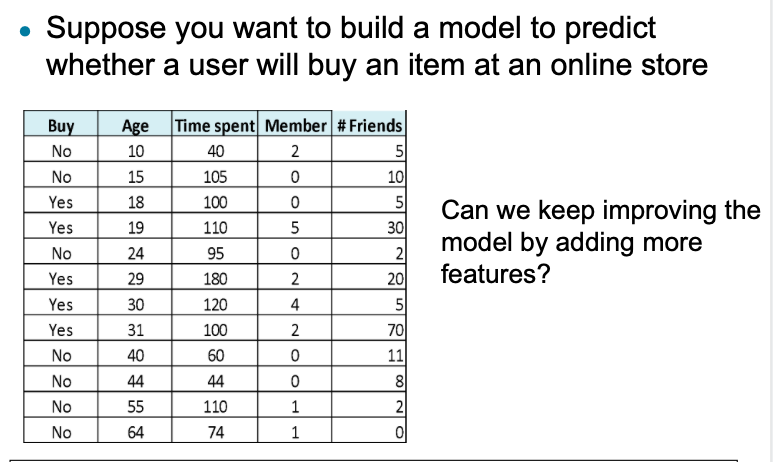 • Suppose you want to build a model to predict
whether a user will buy an item at an online store
Buy Age Time spent Member # Friends
No 10 40 2 5
No 15 105 0 10
Yes 18 100 0 5
Yes 19 110 5 30
No 24 95 0 2
Yes 29 180 2 20
Yes 30 120 4 5
Yes 31 100 2 70
No 40 60 0 11
No 44 44 0 8
No 55 110 1 2
No 64 74 1 0
Can we keep improving the
model by adding more
features?